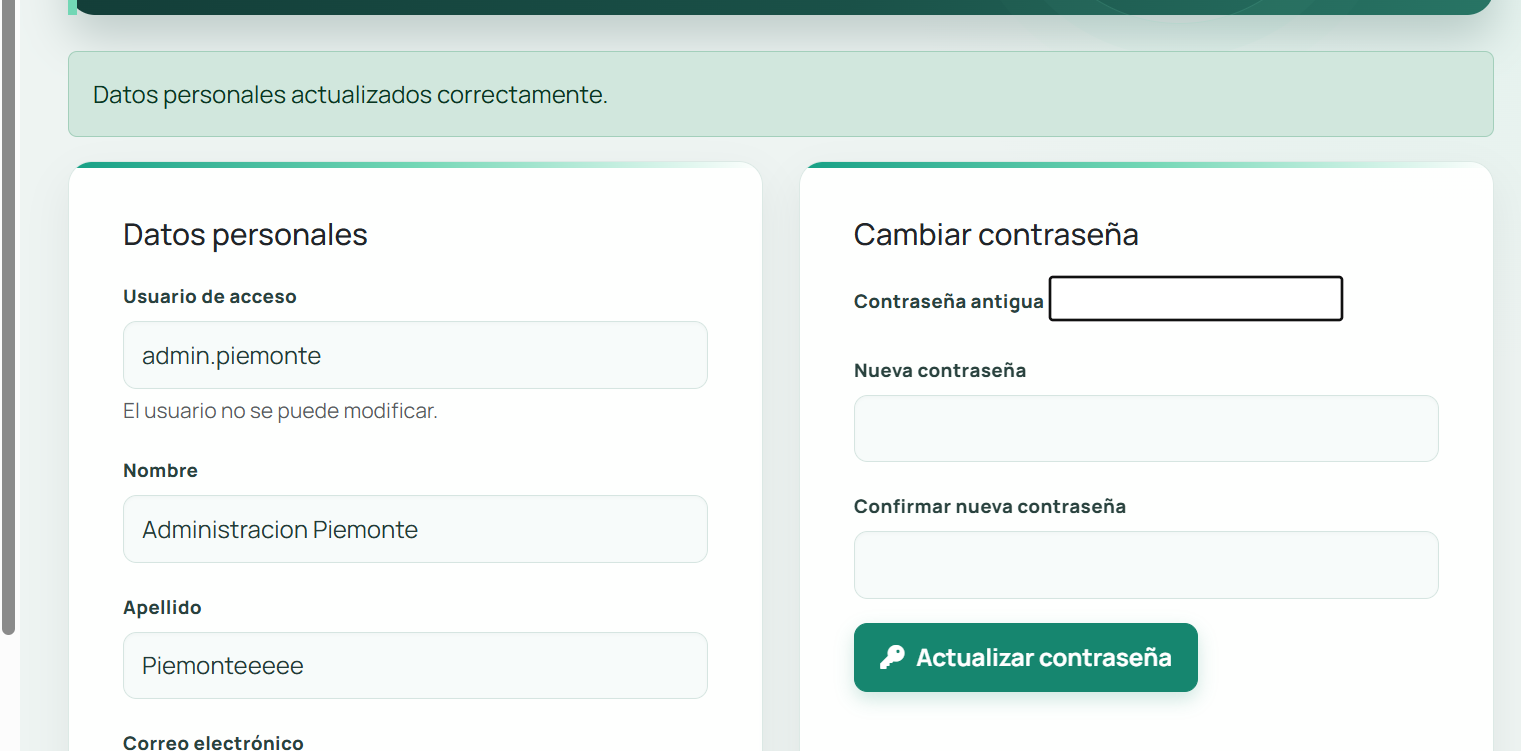 Datos personales actualizados correctamente.
Datos personales
Usuario de acceso
admin.piemonte
El usuario no se puede modificar.
Nombre
Administracion Piemonte
Apellido
Piemonteeeee
Correo electrónico
Cambiar contraseña
Contraseña antigua
Nueva contraseña
Confirmar nueva contraseña
Actualizar contraseña